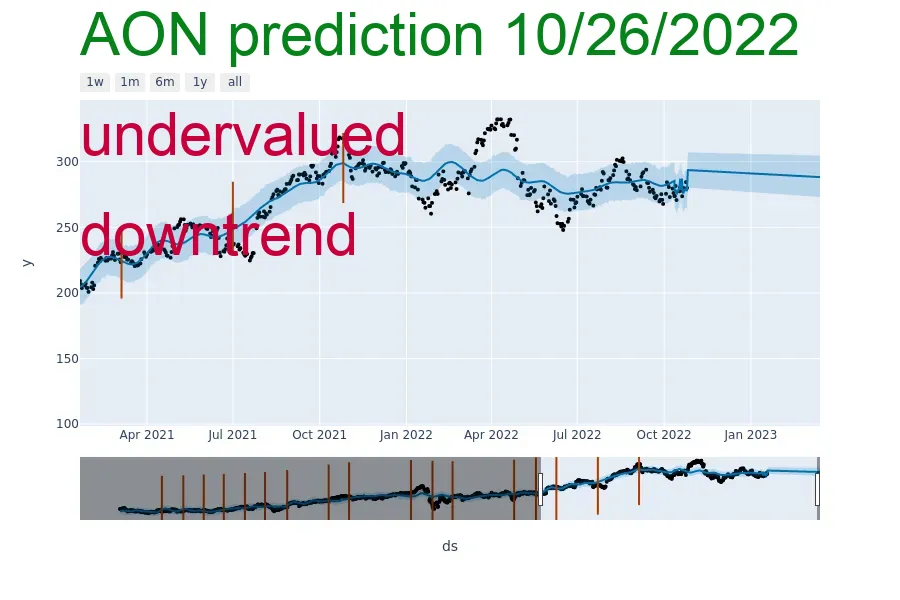 AON prediction 10/26/2022
1w 1m 6m 1y all
undervalued
300
250
downtrend
y
200
150
100
Apr 2021 Jul 2021 Oct 2021 Jan 2022 Apr 2022 Jul 2022 Oct 2022 Jan 2023
ds